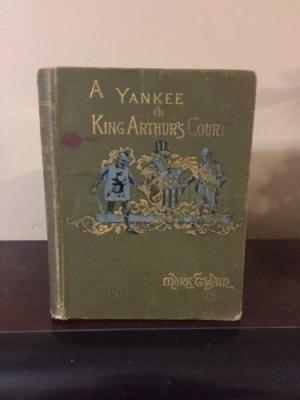 A YANKEE
IN
KING ARTHUR'S COURT
MARK TWAIN